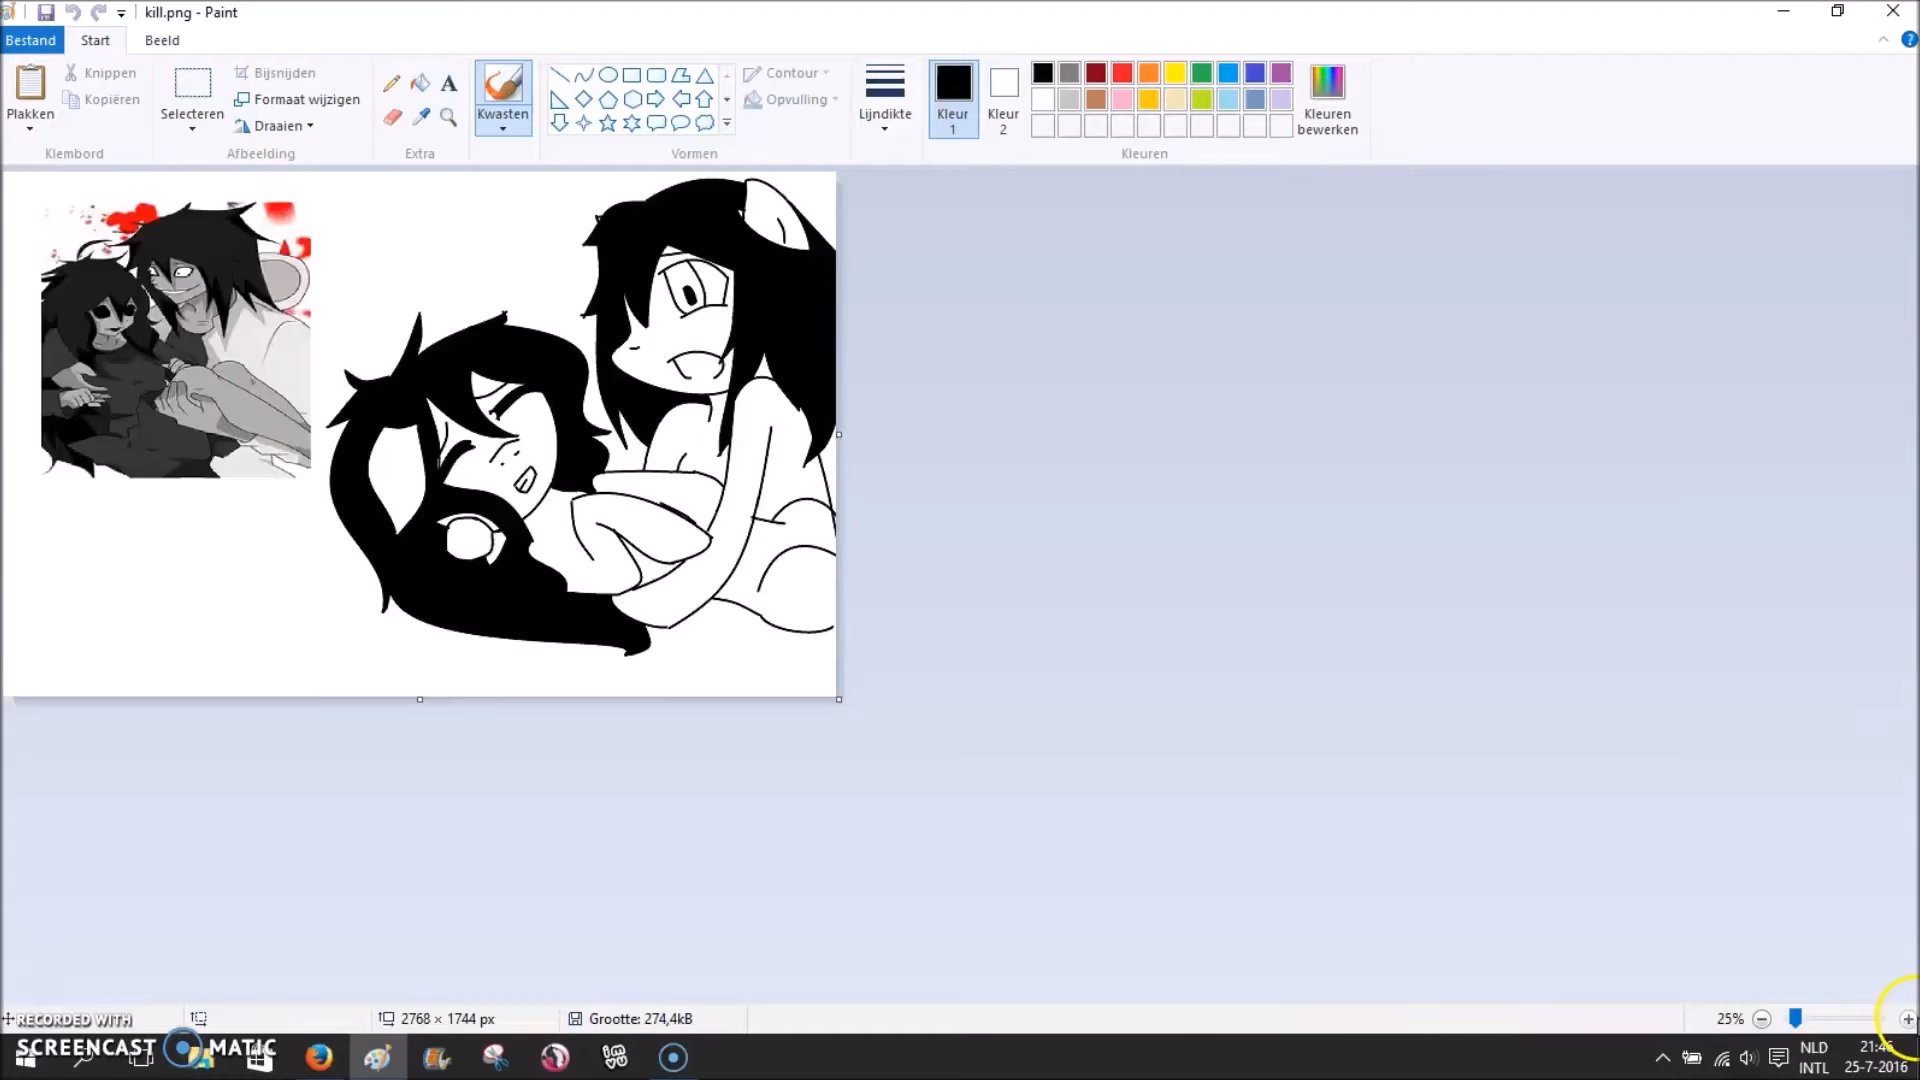 kill.png - Paint
Bestand Start Beeld
Plakken
Knippen
Kopiëren
Klembord
Selecteren
Bijsnijden
Formaat wijzigen
Draaien
Afbeelding
A
Extra
Kwasten
Contour
Opvulling
Vormen
Lijndikte
Kleur 1
Kleur 2
Kleuren bewerken
Kleuren
RECORDED WITH
SCREENCAST MATIC
2768 × 1744 px
Grootte: 274,4kB
25%
NLD
INTL
21:46
25-7-2016